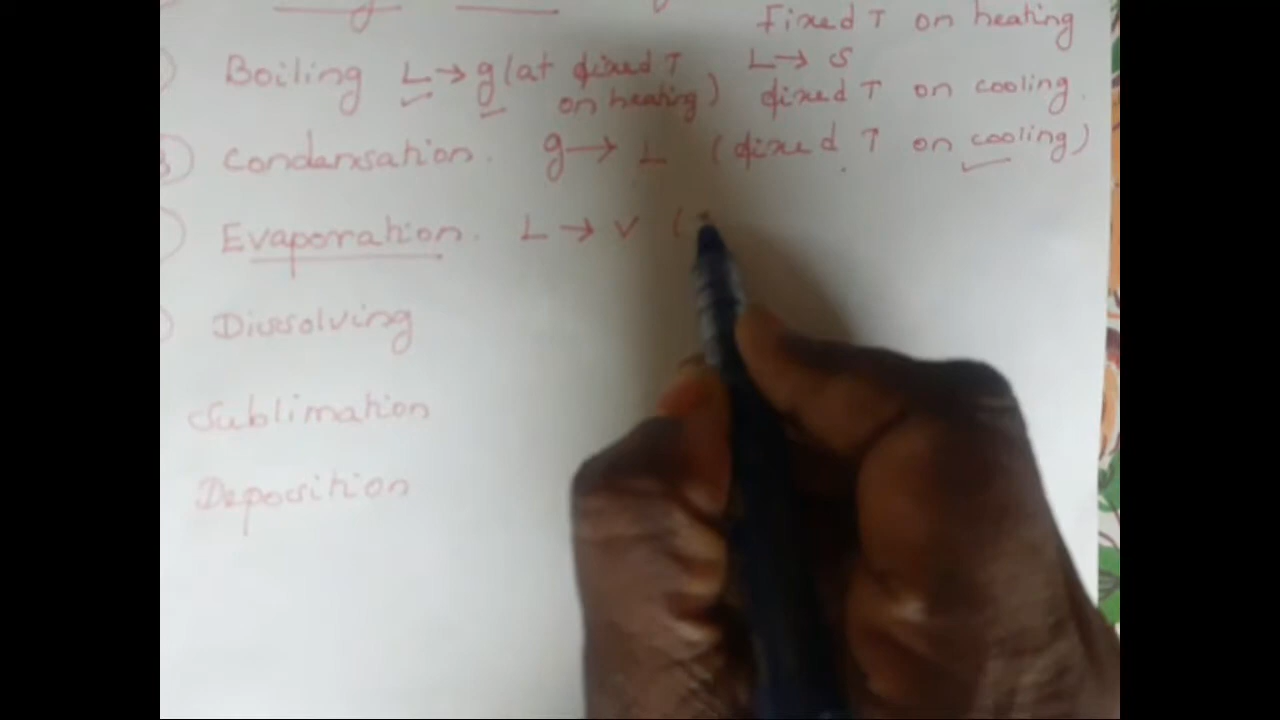 Fixed T on heating
Boiling L → g (at fixed T L → S
on heating) fixed T on cooling.
Condensation. g → L (fixed T on cooling)
Evaporation. L → V (
Dissolving
Sublimation
Deposition